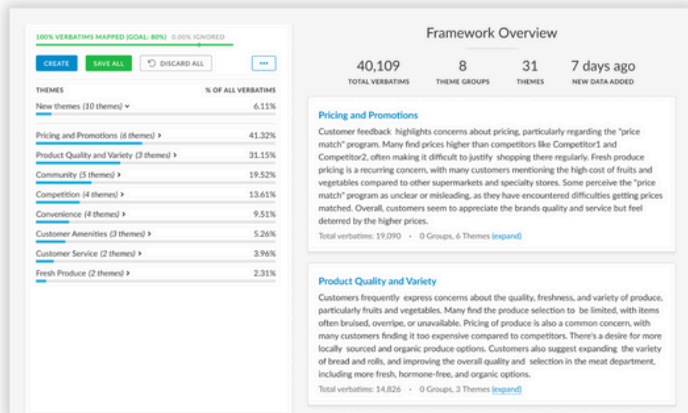 100% VERBATIMS MAPPED (GOAL: 80%) 0.00% IGNORED
CREATE
SAVE ALL
DISCARD ALL
...
THEMES % OF ALL VERBATIMS
New themes (10 themes) 6.11%
Pricing and Promotions (6 themes) 41.32%
Product Quality and Variety (3 themes) 31.15%
Community (5 themes) 19.52%
Competition (4 themes) 13.61%
Convenience (4 themes) 9.51%
Customer Amenities (3 themes) 5.26%
Customer Service (2 themes) 3.96%
Fresh Produce (2 themes) 2.31%
Framework Overview
40,109 8 31 7 days ago
TOTAL VERBATIMS THEME GROUPS THEMES NEW DATA ADDED
Pricing and Promotions
Customer feedback highlights concerns about pricing, particularly regarding the "price
match" program. Many find prices higher than competitors like Competitor1 and
Competitor2, often making it difficult to justify shopping there regularly. Fresh produce
pricing is a recurring concern, with many customers mentioning the high cost of fruits and
vegetables compared to other supermarkets and specialty stores. Some perceive the "price
match" program as unclear or misleading, as they have encountered difficulties getting prices
matched. Overall, customers seem to appreciate the brands quality and service but feel
deterred by the higher prices.
Total verbatims: 19,090 · 0 Groups, 6 Themes (expand)
Product Quality and Variety
Customers frequently express concerns about the quality, freshness, and variety of produce,
particularly fruits and vegetables. Many find the produce selection to be limited, with items
often bruised, overripe, or unavailable. Pricing of produce is also a common concern, with
many customers finding it too expensive compared to competitors. There's a desire for more
locally sourced and organic produce options. Customers also suggest expanding the variety
of bread and rolls, and improving the overall quality and selection in the meat department,
including more fresh, hormone-free, and organic options.
Total verbatims: 14,826 · 0 Groups, 3 Themes (expand)